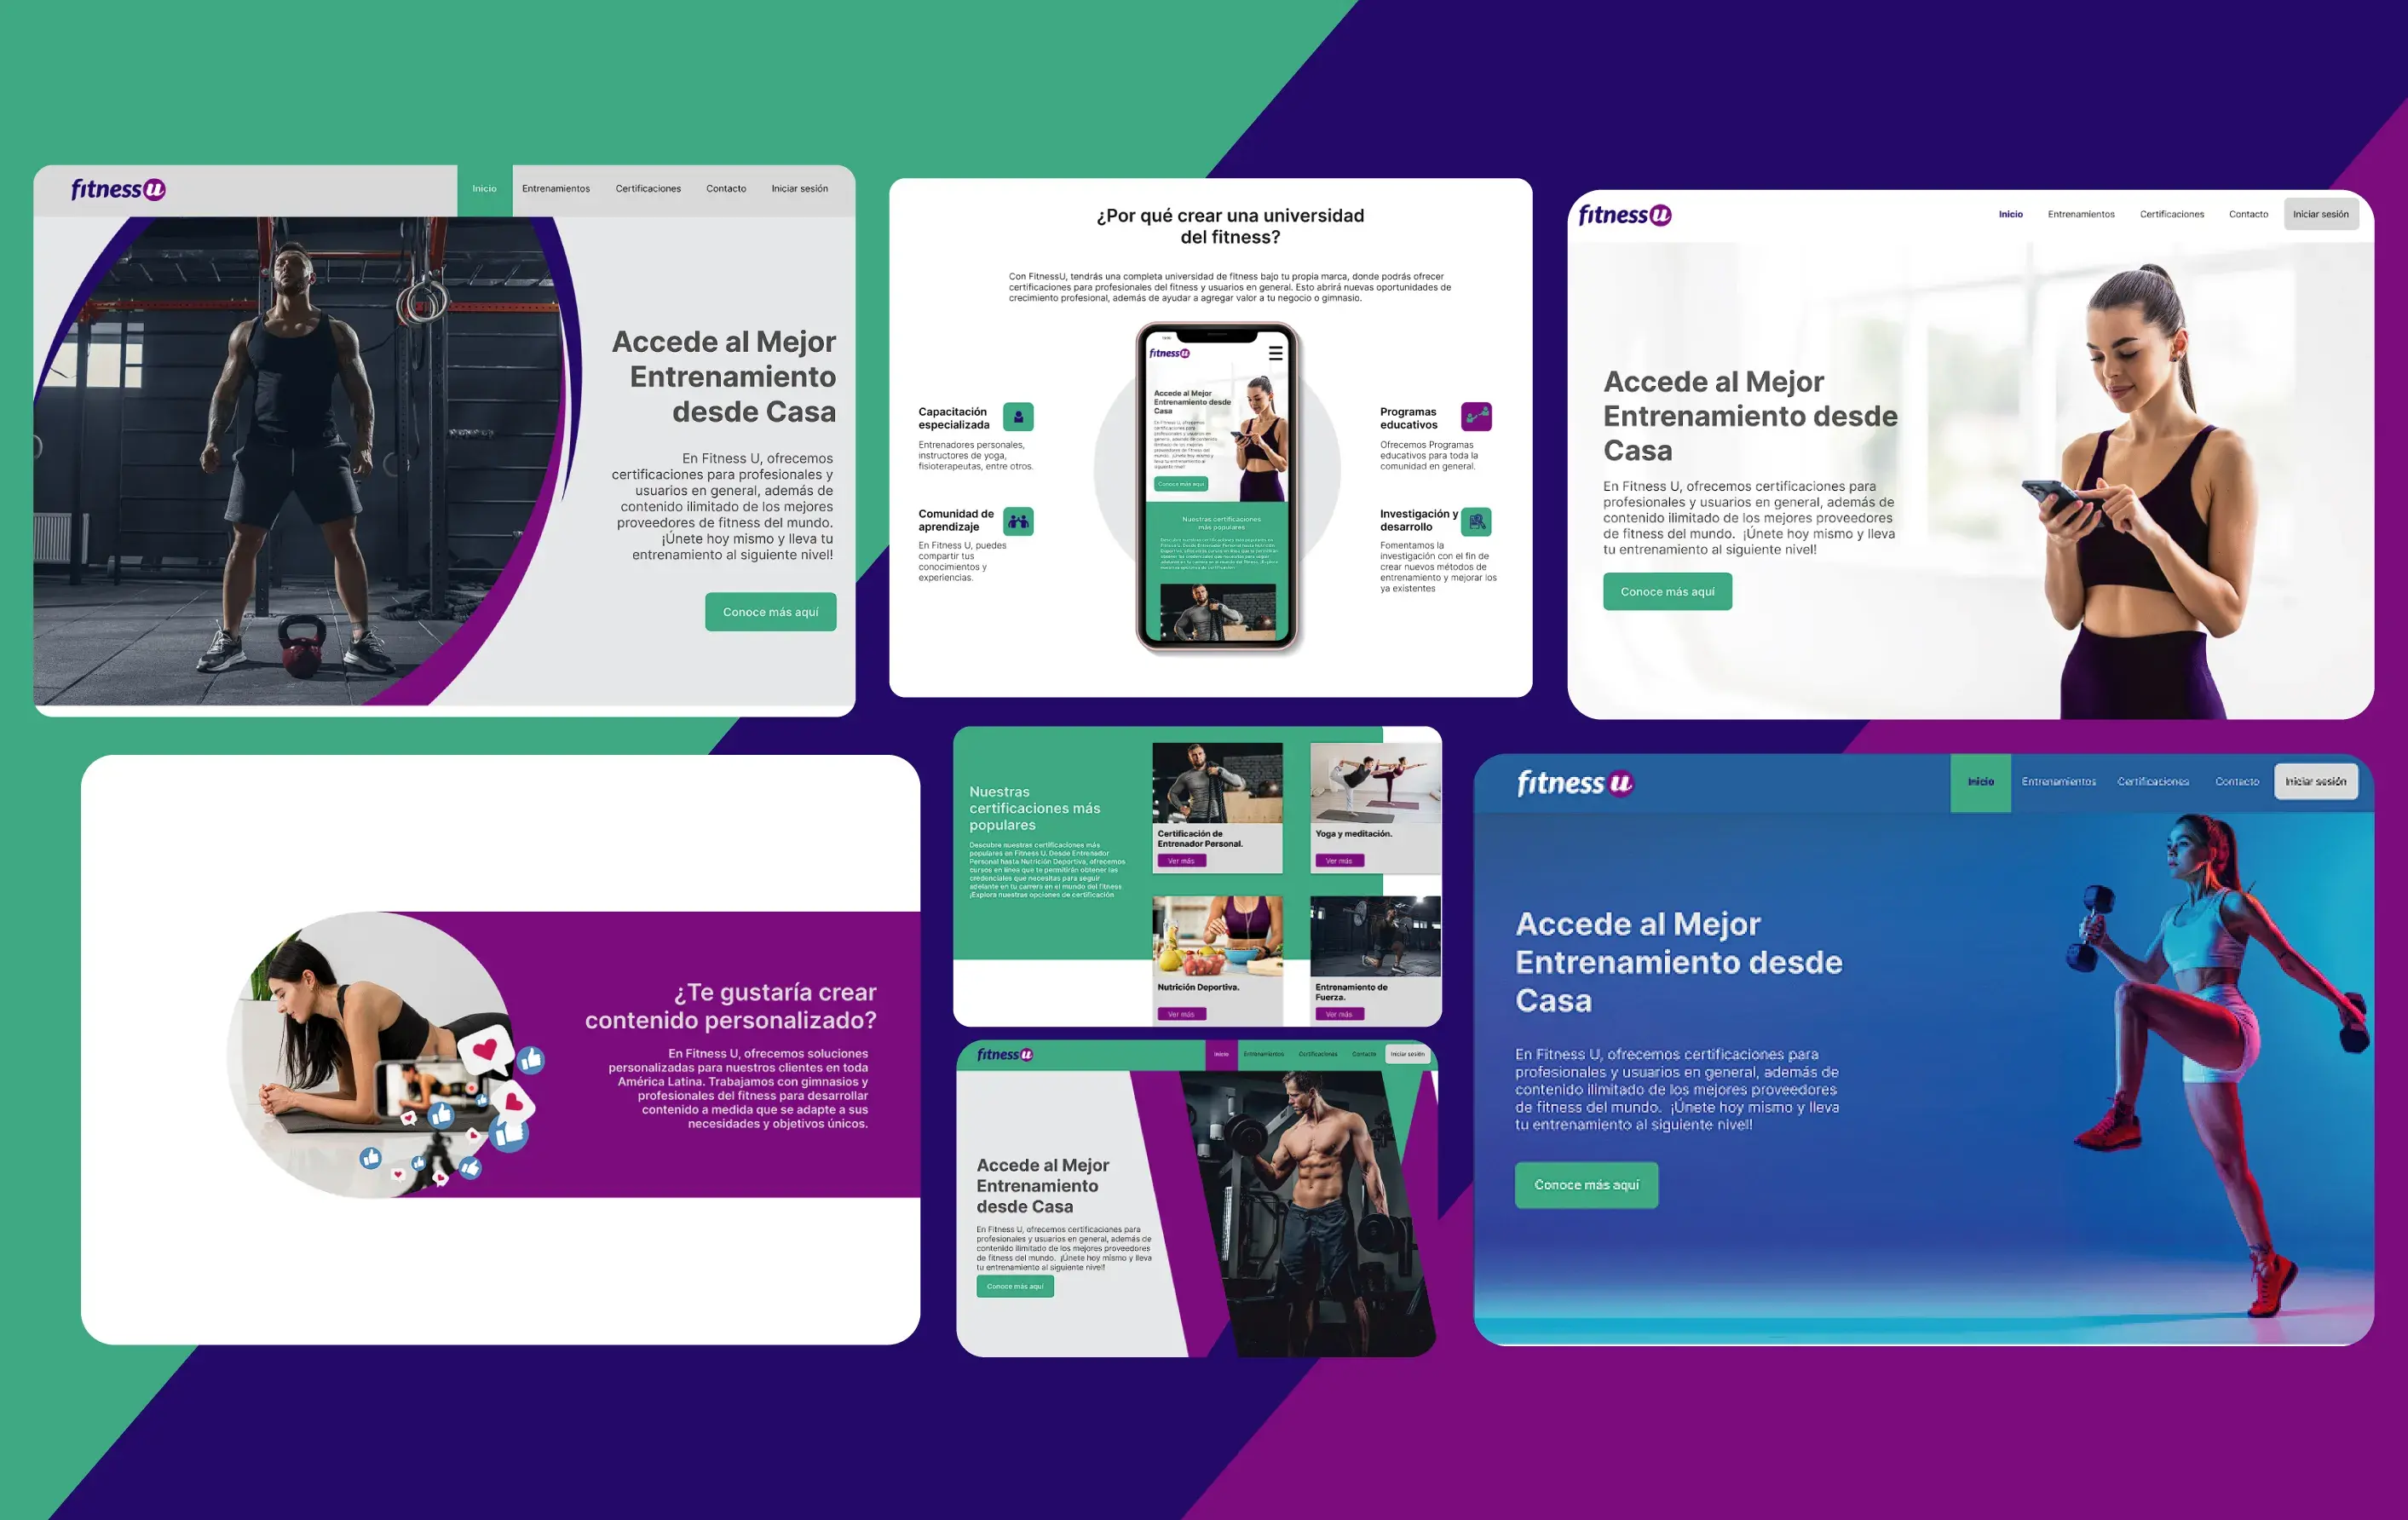 fitness u
Inicio Entrenamientos Certificaciones Contacto Iniciar sesión
Accede al Mejor
Entrenamiento
desde Casa
En Fitness U, ofrecemos
certificaciones para profesionales y
usuarios en general, además de
contenido ilimitado de los mejores
proveedores de fitness del mundo.
¡Únete hoy mismo y lleva tu
entrenamiento al siguiente nivel!
Conoce más aquí
¿Por qué crear una universidad
del fitness?
Con FitnessU, tendrás una completa universidad de fitness bajo tu propia marca, donde podrás ofrecer
certificaciones para profesionales del fitness y usuarios en general. Esto abrirá nuevas oportunidades de
crecimiento profesional, además de ayudar a agregar valor a tu negocio o gimnasio.
Capacitación
especializada
Entrenadores personales,
instructores de yoga,
fisioterapeutas, entre otros.
Comunidad de
aprendizaje
En Fitness U, puedes
compartir tus
conocimientos y
experiencias.
fitness u
Accede al Mejor
Entrenamiento desde
Casa
Conoce más aquí
Nuestras certificaciones
más populares
Programas
educativos
Ofrecemos Programas
educativos para toda la
comunidad en general.
Investigación y
desarrollo
Fomentamos la
investigación con el fin de
crear nuevos métodos de
entrenamiento y mejorar los
ya existentes
fitness u
Inicio Entrenamientos Certificaciones Contacto Iniciar sesión
Accede al Mejor
Entrenamiento desde
Casa
En Fitness U, ofrecemos certificaciones para
profesionales y usuarios en general, además de
contenido ilimitado de los mejores proveedores
de fitness del mundo. ¡Únete hoy mismo y lleva
tu entrenamiento al siguiente nivel!
Conoce más aquí
¿Te gustaría crear
contenido personalizado?
En Fitness U, ofrecemos soluciones
personalizadas para nuestros clientes en toda
América Latina. Trabajamos con gimnasios y
profesionales del fitness para desarrollar
contenido a medida que se adapte a sus
necesidades y objetivos únicos.
Nuestras
certificaciones más
populares
Descubre nuestras certificaciones más
populares en Fitness U. Desde Entrenador
Personal hasta Nutrición Deportiva, ofrecemos
cursos en línea que te permitirán obtener las
credenciales que necesitas para seguir
adelante en tu carrera en el mundo del fitness
¡Explora nuestras opciones de certificación
Certificación de
Entrenador Personal.
Ver más
Yoga y meditación.
Ver más
Nutrición Deportiva.
Ver más
Entrenamiento de
Fuerza.
Ver más
fitness u
Inicio Entrenamientos Certificaciones Contacto Iniciar sesión
Accede al Mejor
Entrenamiento
desde Casa
En Fitness U, ofrecemos certificaciones para
profesionales y usuarios en general, además de
contenido ilimitado de los mejores proveedores
de fitness del mundo. ¡Únete hoy mismo y lleva
tu entrenamiento al siguiente nivel!
Conoce más aquí
fitness u
Inicio Entrenamientos Certificaciones Contacto Iniciar sesión
Accede al Mejor
Entrenamiento desde
Casa
En Fitness U, ofrecemos certificaciones para
profesionales y usuarios en general, además de
contenido ilimitado de los mejores proveedores
de fitness del mundo. ¡Únete hoy mismo y lleva
tu entrenamiento al siguiente nivel!
Conoce más aquí